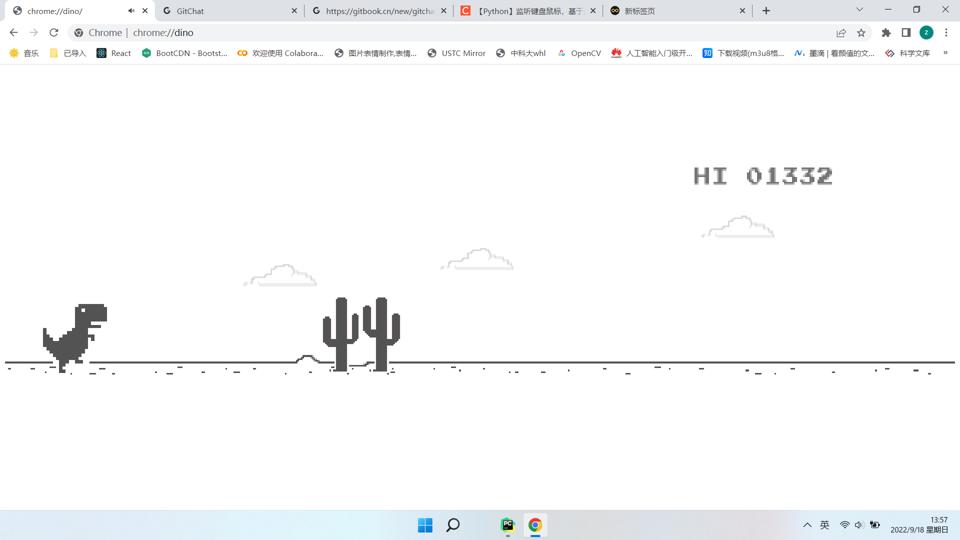 chrome://dino/
GitChat
https://gitbook.cn/new/gitcha
【Python】监听键盘鼠标，基于
新标签页
Chrome | chrome://dino
音乐
已导入
React
BootCDN - Bootst...
欢迎使用 Colabora...
图片表情制作,表情...
USTC Mirror
中科大whl
OpenCV
人工智能入门极开...
下载视频(m3u8格...
墨滴 | 看颜值的文...
科学文库
»
HI 01332
英
13:57
2022/9/18 星期日